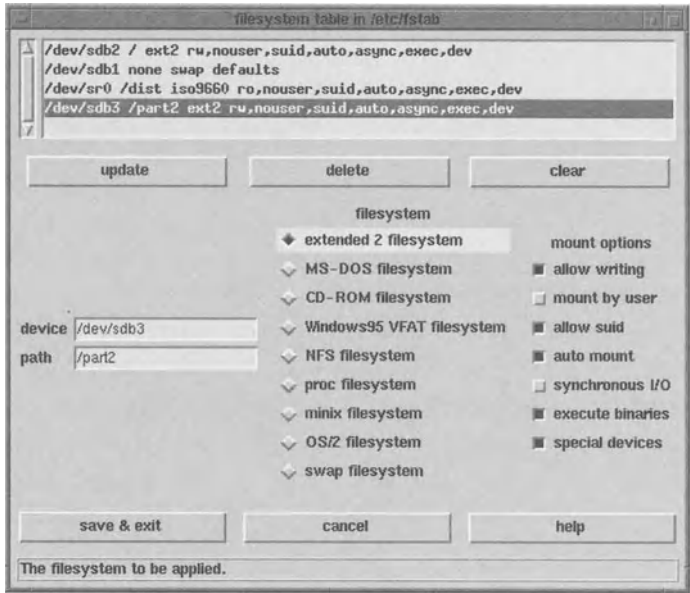 filesystem table in /etc/fstab
/dev/sdb2 / ext2 rw,nouser,suid,auto,async,exec,dev
/dev/sdb1 none swap defaults
/dev/sr0 /dist iso9660 ro,nouser,suid,auto,async,exec,dev
/dev/sdb3 /part2 ext2 rw,nouser,suid,auto,async,exec,dev
update
delete
clear
filesystem
extended 2 filesystem
MS-DOS filesystem
CD-ROM filesystem
Windows95 VFAT filesystem
NFS filesystem
proc filesystem
minix filesystem
OS/2 filesystem
swap filesystem
mount options
allow writing
mount by user
allow suid
auto mount
synchronous I/O
execute binaries
special devices
device /dev/sdb3
path /part2
save & exit
cancel
help
The filesystem to be applied.